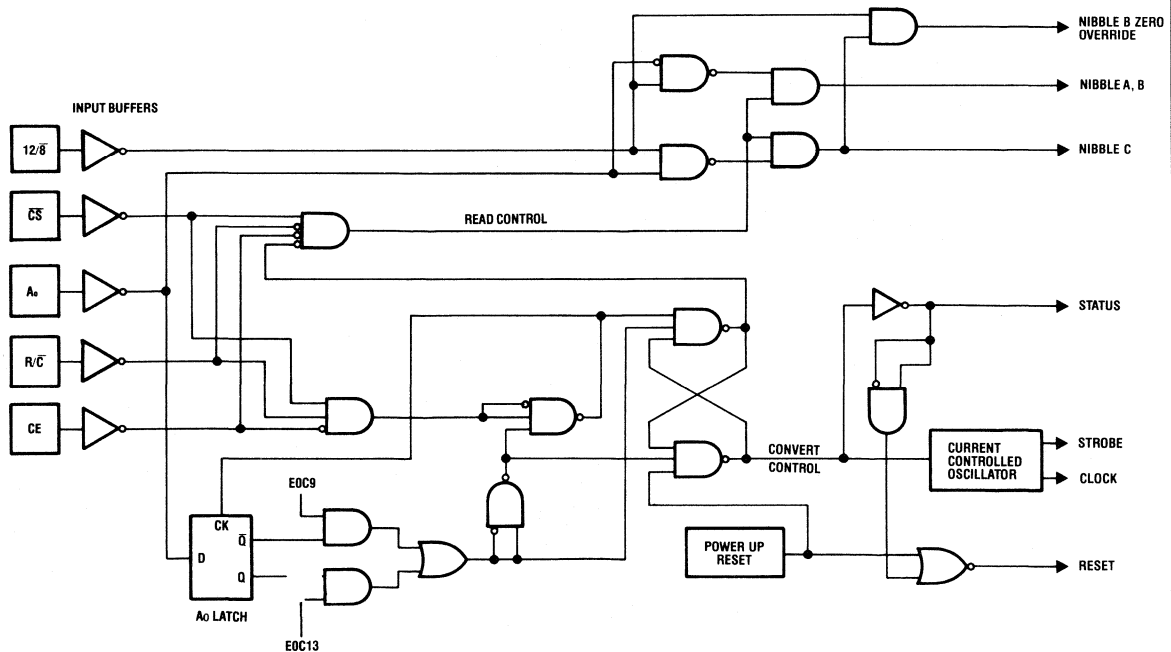 NIBBLE B ZERO
OVERRIDE
NIBBLE A, B
INPUT BUFFERS
12/8̅
NIBBLE C
C̅S̅
READ CONTROL
A₀
STATUS
R/C̅
CE
CONVERT
CONTROL
CURRENT
CONTROLLED
OSCILLATOR
STROBE
CLOCK
EOC9
CK
Q̅
D
Q
POWER UP
RESET
RESET
A₀ LATCH
EOC13